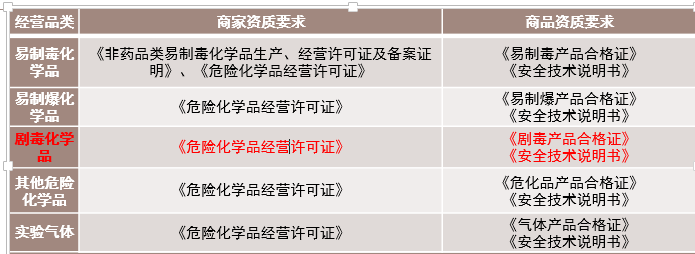 经营品类 商家资质要求 商品资质要求
易制毒化学品 《非药品类易制毒化学品生产、经营许可证及备案证明》、《危险化学品经营许可证》 《易制毒产品合格证》
《安全技术说明书》
易制爆化学品 《危险化学品经营许可证》 《易制爆产品合格证》
《安全技术说明书》
剧毒化学品 《危险化学品经营许可证》 《剧毒产品合格证》
《安全技术说明书》
其他危险化学品 《危险化学品经营许可证》 《危化品产品合格证》
《安全技术说明书》
实验气体 《危险化学品经营许可证》 《气体产品合格证》
《安全技术说明书》